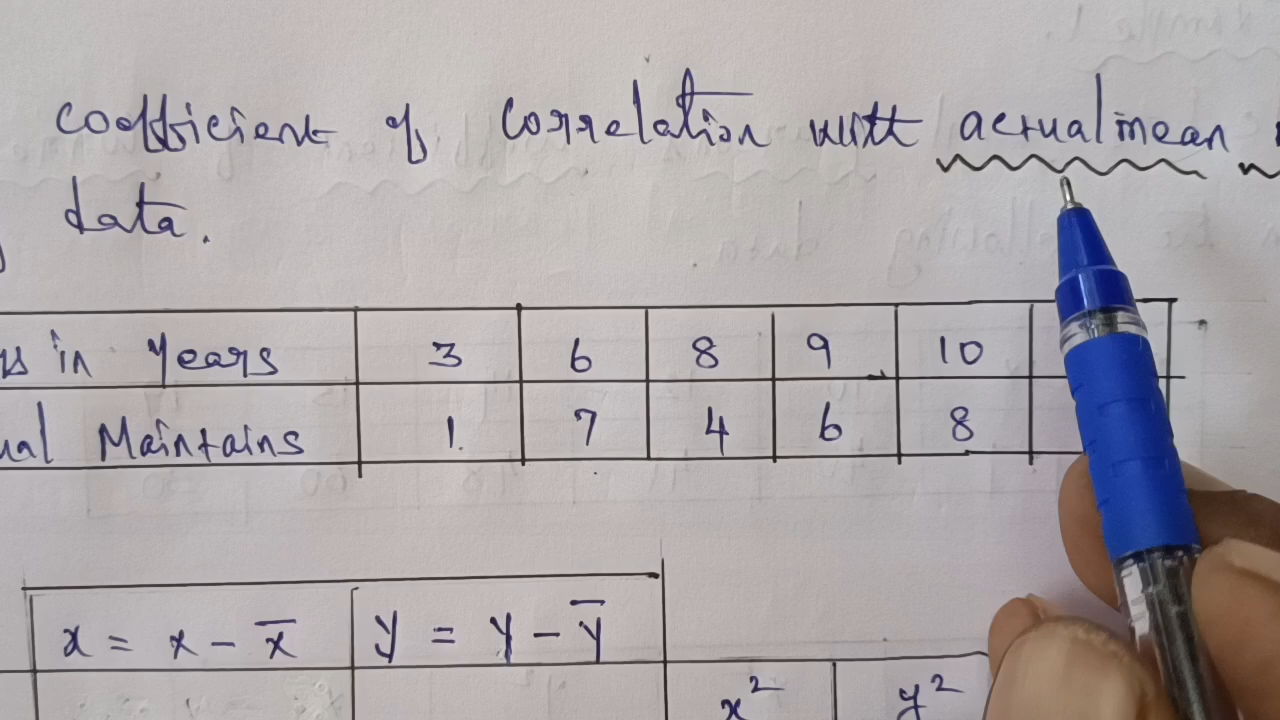 coefficient of correlation with actual mean
data.
in Years 3 6 8 9 10
Maintains 1 7 4 6 8
x = x - x̅ y = y - y̅
x² y²